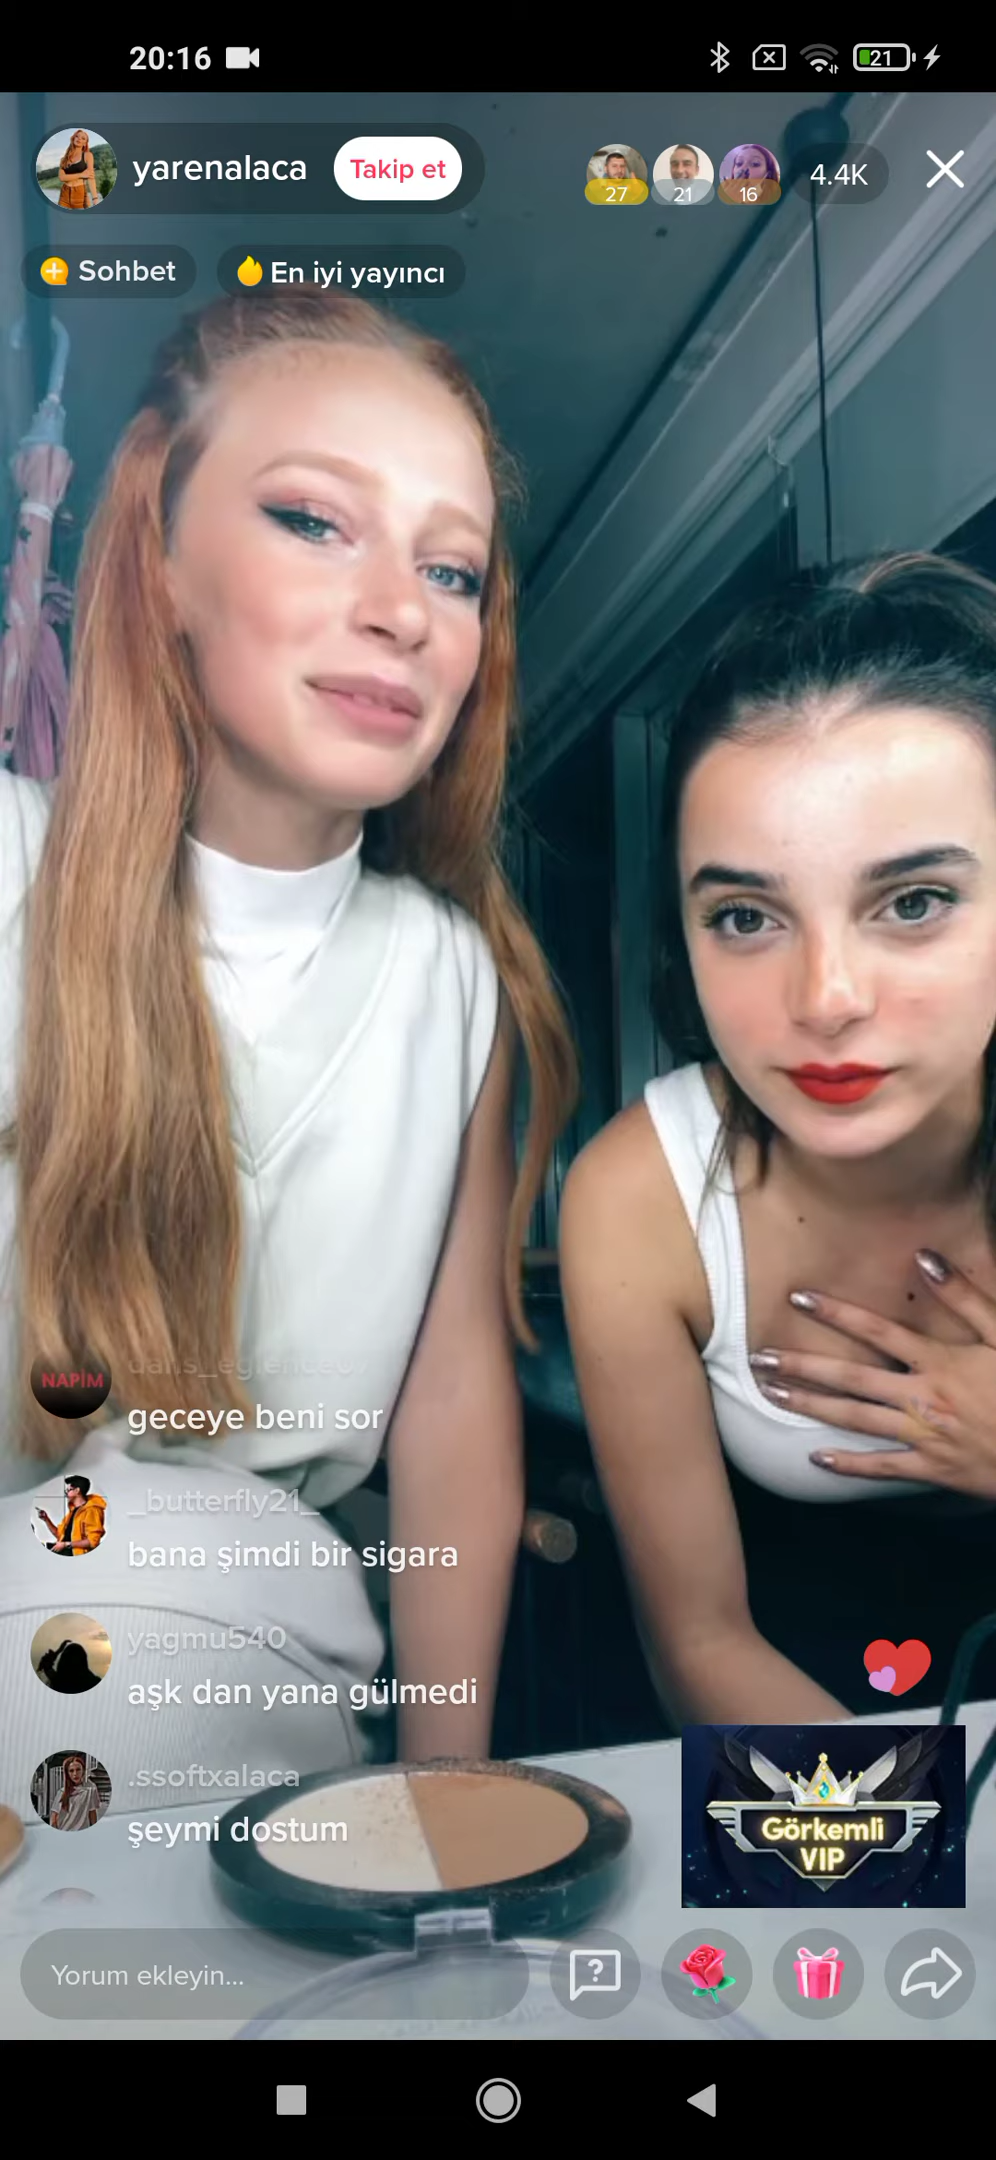 20:16
21
yarenalaca
Takip et
27
21
16
4.4K
Sohbet
En iyi yayıncı
NAPİM
geceye beni sor
_butterfly21_
bana şimdi bir sigara
yagmu540
aşk dan yana gülmedi
.ssoftxalaca
şeymi dostum
Görkemli
VIP
Yorum ekleyin...